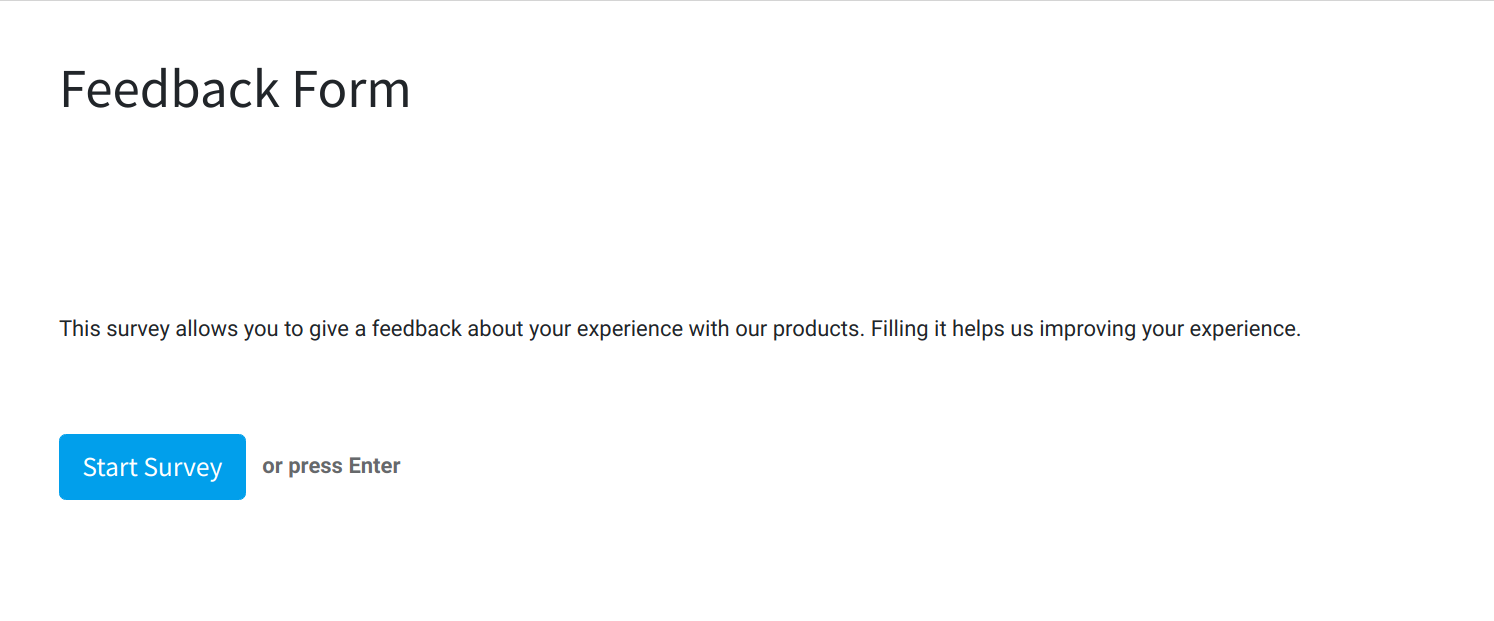 Feedback Form
This survey allows you to give a feedback about your experience with our products. Filling it helps us improving your experience.
Start Survey or press Enter